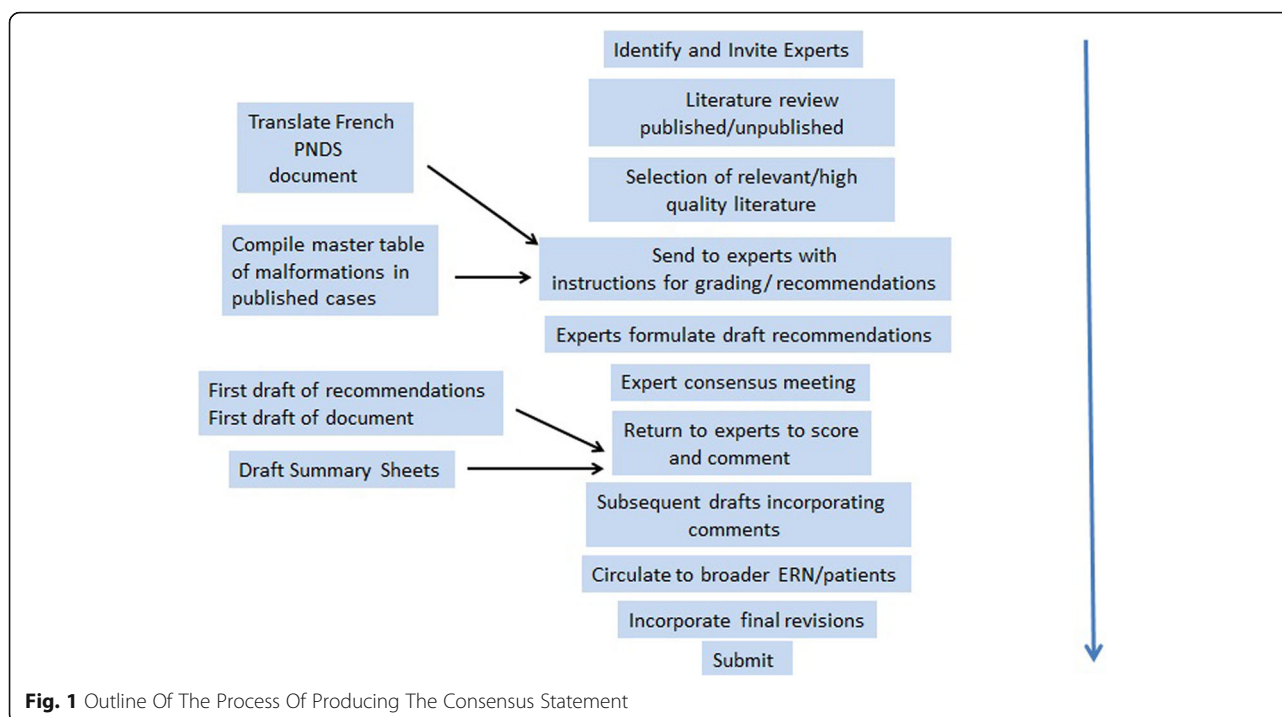 Identify and Invite Experts
Literature review
published/unpublished
Selection of relevant/high
quality literature
Translate French
PNDS
document
Compile master table
of malformations in
published cases
Send to experts with
instructions for grading/recommendations
Experts formulate draft recommendations
Expert consensus meeting
First draft of recommendations
First draft of document
Draft Summary Sheets
Return to experts to score
and comment
Subsequent drafts incorporating
comments
Circulate to broader ERN/patients
Incorporate final revisions
Submit
Fig. 1 Outline Of The Process Of Producing The Consensus Statement